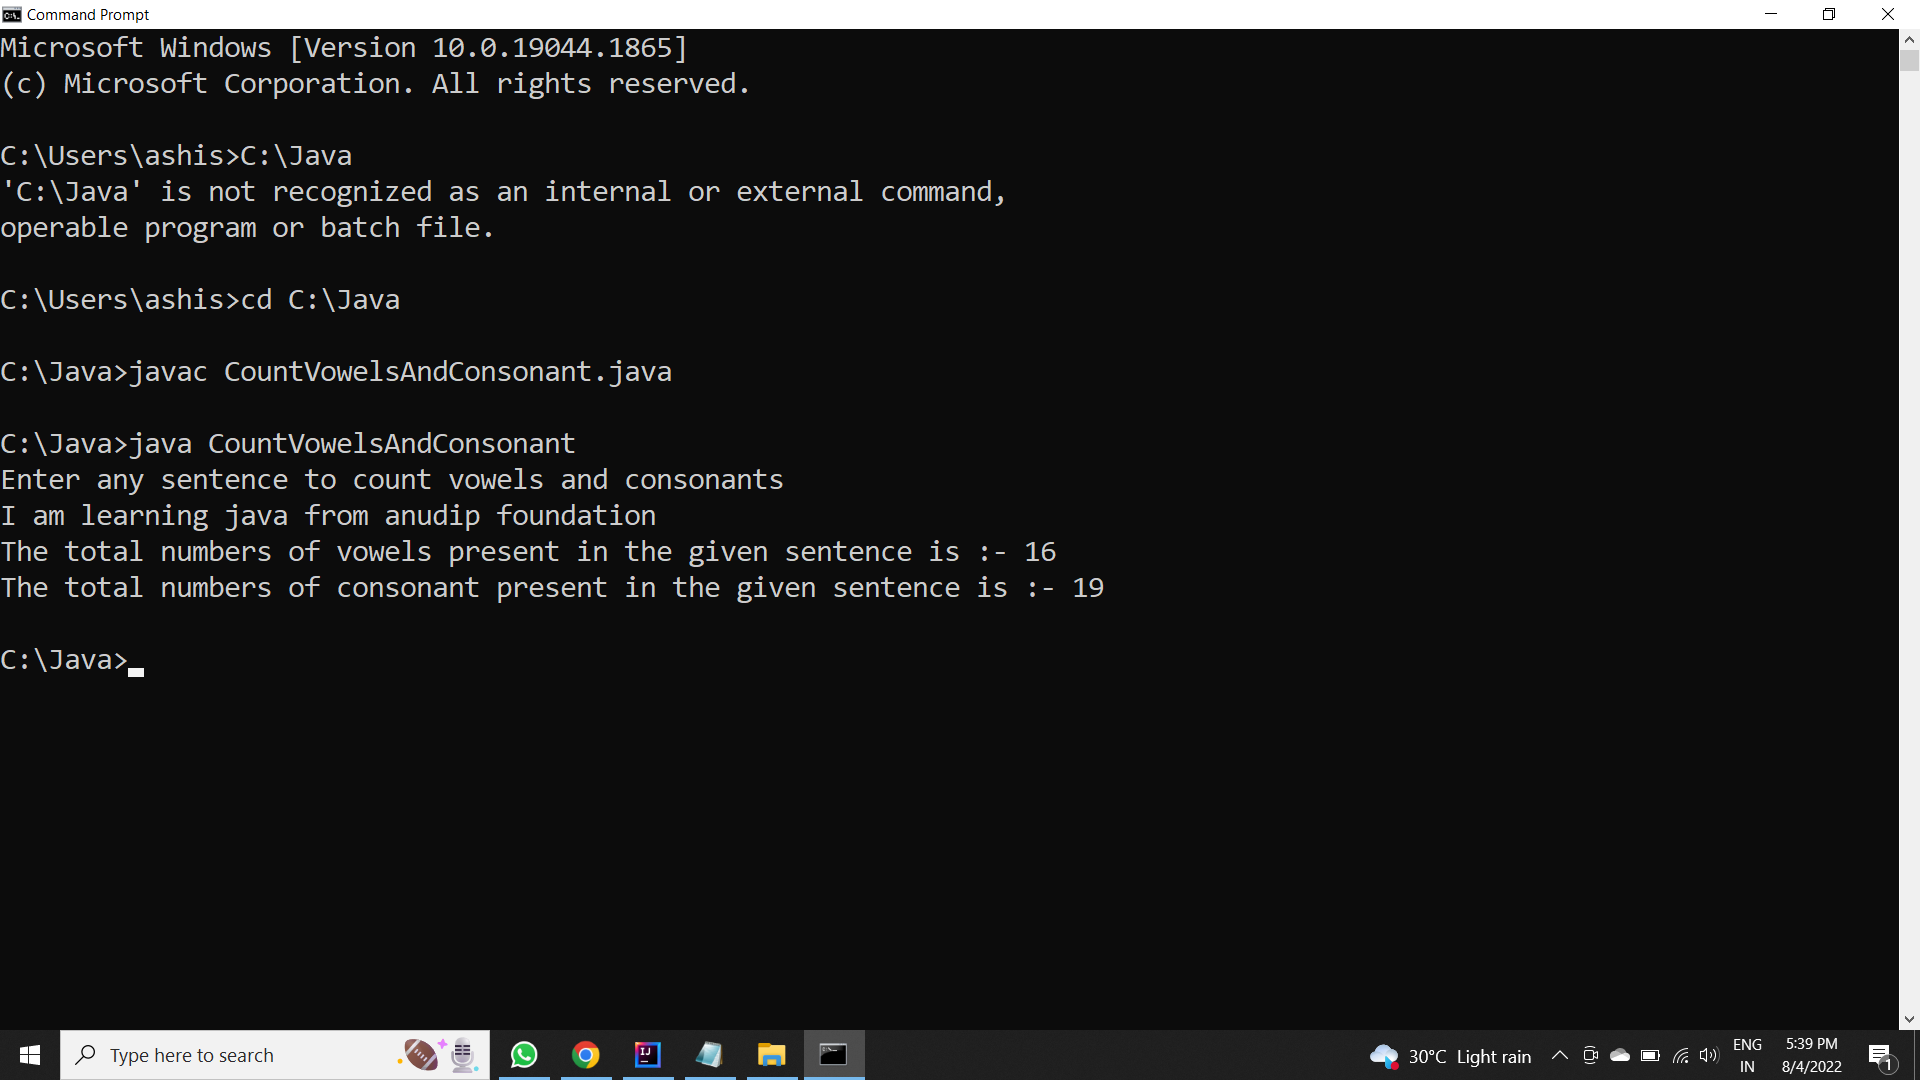 Command Prompt
Microsoft Windows [Version 10.0.19044.1865]
(c) Microsoft Corporation. All rights reserved.
C:\Users\ashis>C:\Java
'C:\Java' is not recognized as an internal or external command,
operable program or batch file.
C:\Users\ashis>cd C:\Java
C:\Java>javac CountVowelsAndConsonant.java
C:\Java>java CountVowelsAndConsonant
Enter any sentence to count vowels and consonants
I am learning java from anudip foundation
The total numbers of vowels present in the given sentence is :- 16
The total numbers of consonant present in the given sentence is :- 19
C:\Java>
Type here to search
30°C Light rain
ENG
IN
5:39 PM
8/4/2022
1